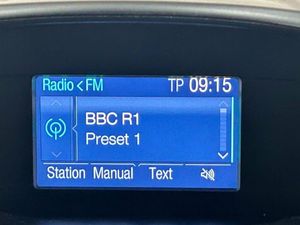 Radio < FM TP 09:15
BBC R1
Preset 1
Station Manual Text